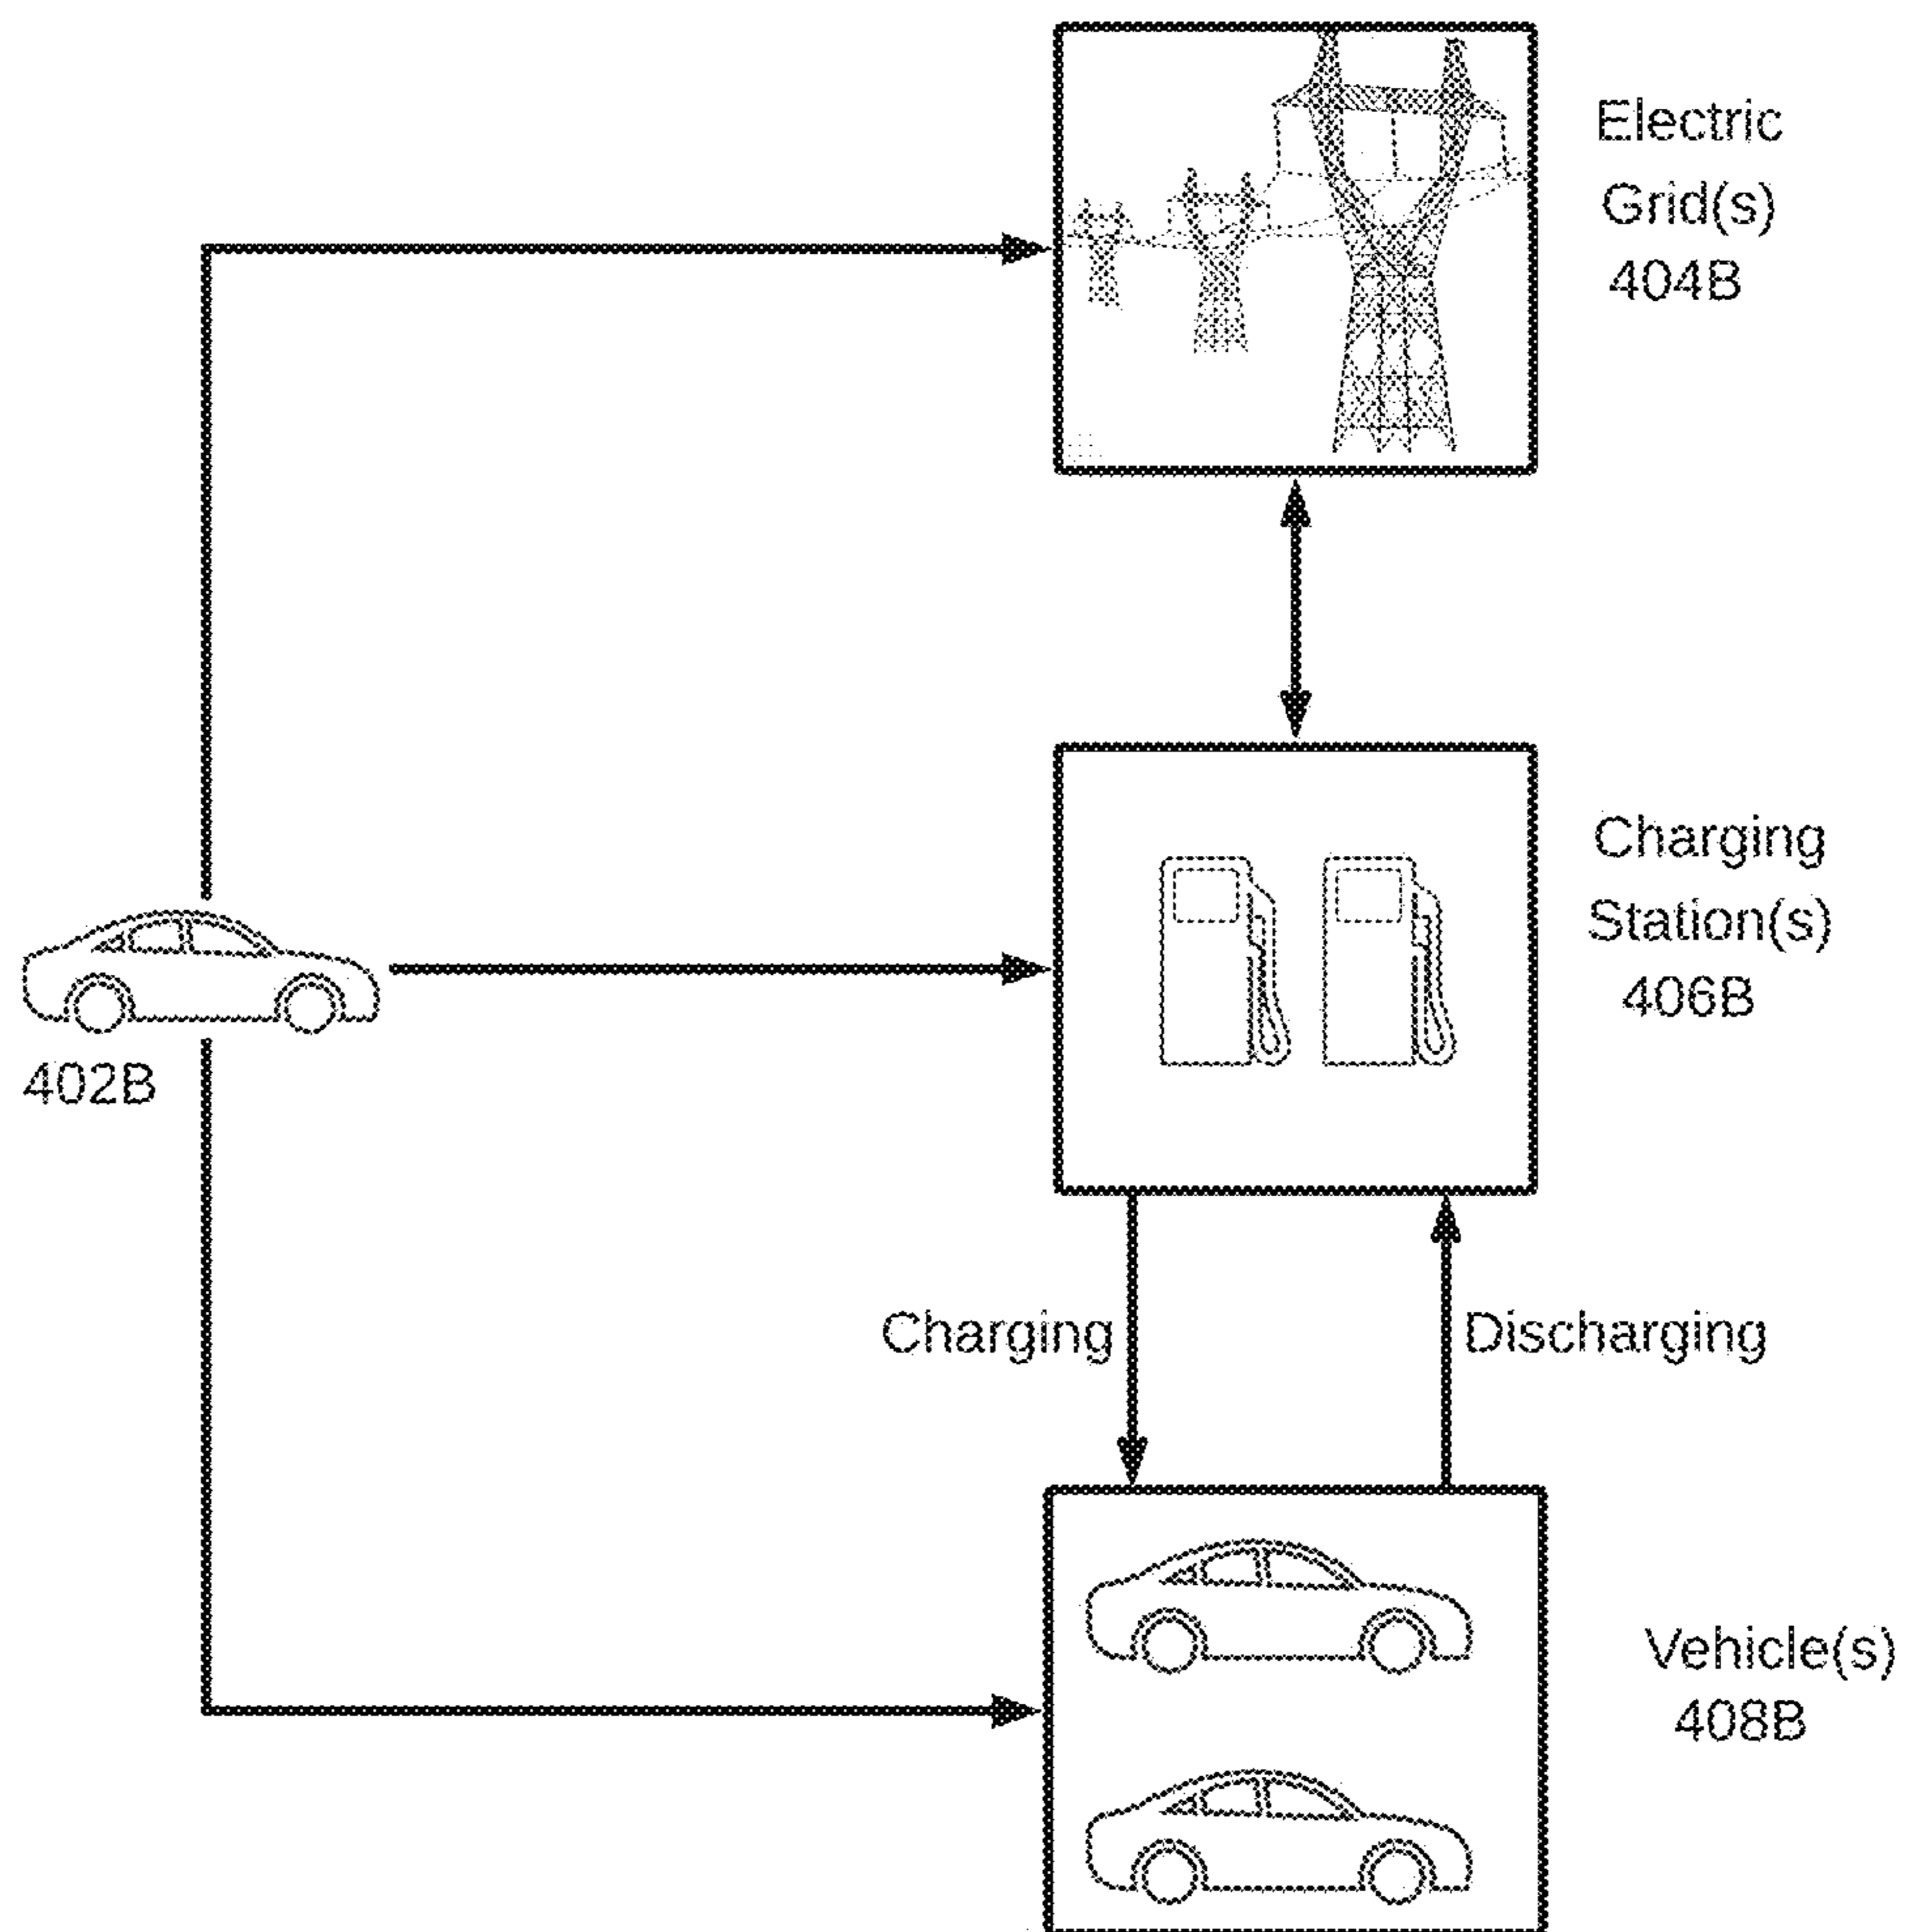 Electric
Grid(s)
404B
Charging
Station(s)
406B
402B
Charging
Discharging
Vehicle(s)
408B